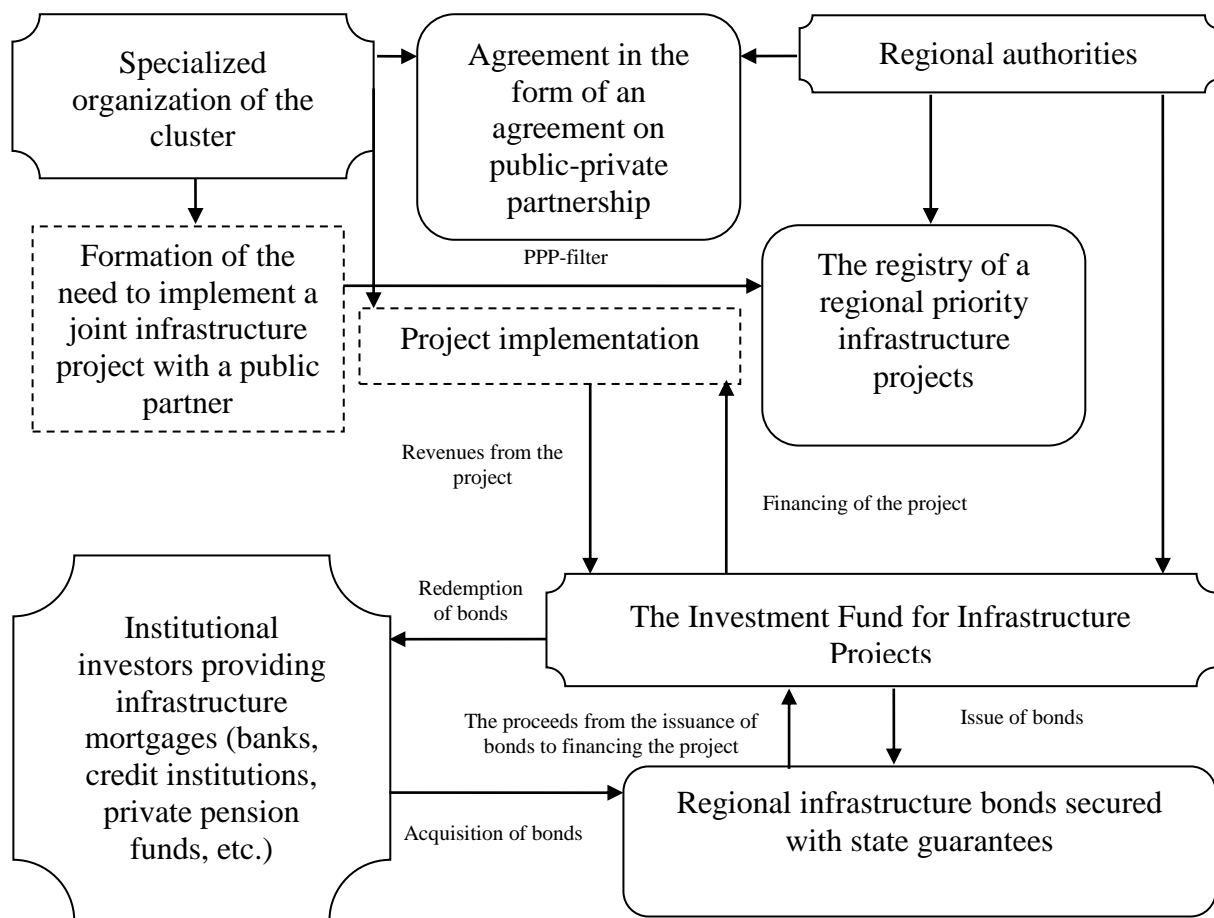 Specialized
organization of the
cluster
Agreement in the
form of an
agreement on
public-private
partnership
Regional authorities
PPP-filter
Formation of the
need to implement a
joint infrastructure
project with a public
partner
The registry of a
regional priority
infrastructure
projects
Project implementation
Revenues from the
project
Financing of the project
Redemption
of bonds
The Investment Fund for Infrastructure
Projects
Institutional
investors providing
infrastructure
mortgages (banks,
credit institutions,
private pension
funds, etc.)
The proceeds from the issuance of
bonds to financing the project
Issue of bonds
Acquisition of bonds
Regional infrastructure bonds secured
with state guarantees